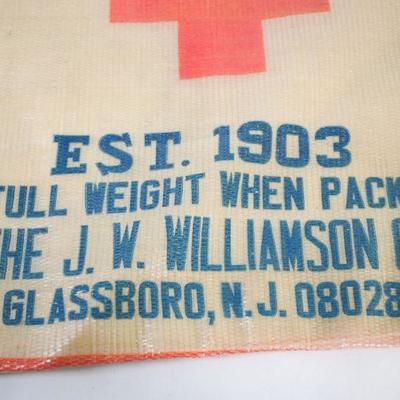 EST. 1903
FULL WEIGHT WHEN PACK
THE J. W. WILLIAMSON C
GLASSBORO, N. J. 08028